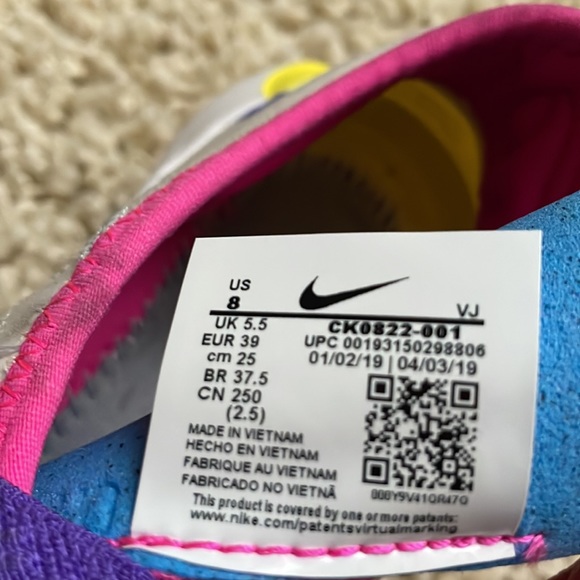 US
8
VJ
UK 5.5
CK0822-001
EUR 39
UPC 00193150298806
cm 25
01/02/19 | 04/03/19
BR 37.5
CN 250
(2.5)
MADE IN VIETNAM
HECHO EN VIETNAM
FABRIQUE AU VIETNAM
FABRICADO NO VIETNÃ
000Y9V41QR47Q
This product is covered by one or more patents
www.nike.com/patentsvirtualmarking